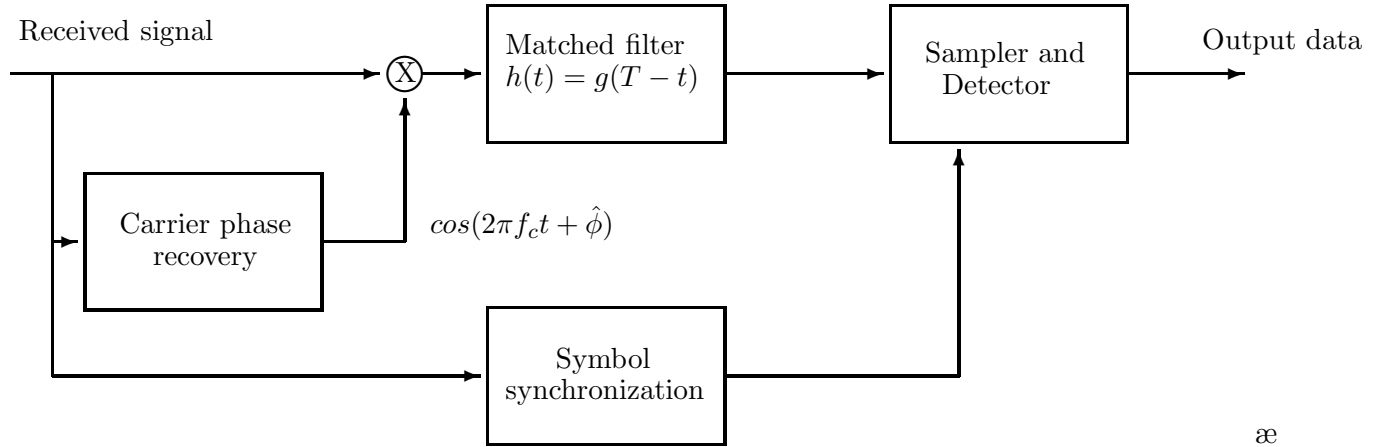 Received signal
X
Matched filter
h(t) = g(T − t)
Sampler and
Detector
Output data
Carrier phase
recovery
cos(2πf_ct + φ̂)
Symbol
synchronization
æ